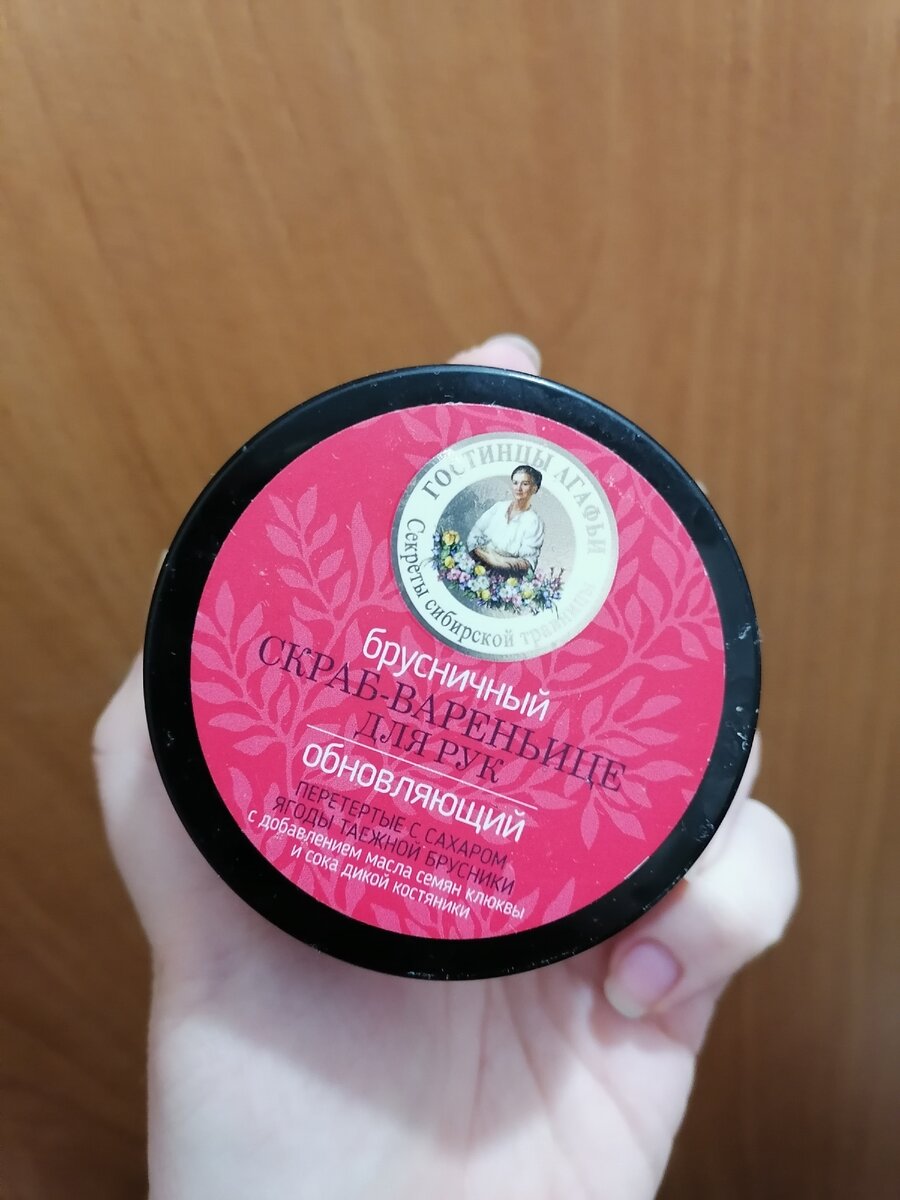 ГОСТИНЦЫ АГАФЬИ
Секреты сибирской травницы
брусничный
СКРАБ-ВАРЕНЬИЦЕ
ДЛЯ РУК
обновляющий
ПЕРЕТЕРТЫЕ С САХАРОМ
ЯГОДЫ ТАЕЖНОЙ БРУСНИКИ
с добавлением масла семян клюквы
и сока дикой костяники